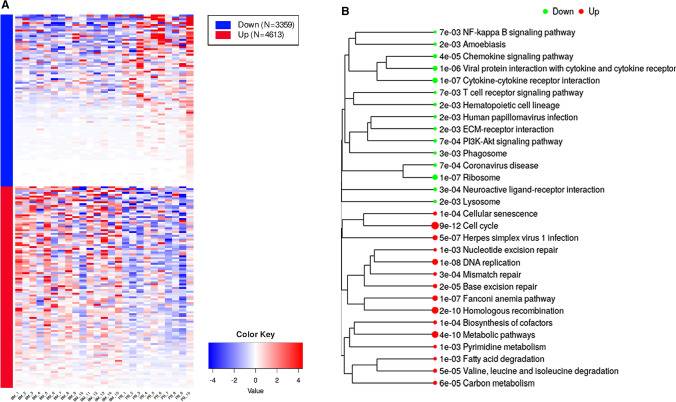 A
Down (N=3359)
Up (N=4613)
Color Key
-4 -2 0 2 4
Value
B
Down Up
7e-03 NF-kappa B signaling pathway
2e-03 Amoebiasis
4e-05 Chemokine signaling pathway
1e-06 Viral protein interaction with cytokine and cytokine receptor
1e-07 Cytokine-cytokine receptor interaction
7e-03 T cell receptor signaling pathway
2e-03 Hematopoietic cell lineage
2e-03 Human papillomavirus infection
2e-03 ECM-receptor interaction
7e-04 PI3K-Akt signaling pathway
3e-03 Phagosome
7e-04 Coronavirus disease
1e-07 Ribosome
3e-04 Neuroactive ligand-receptor interaction
2e-03 Lysosome
1e-04 Cellular senescence
9e-12 Cell cycle
5e-07 Herpes simplex virus 1 infection
1e-03 Nucleotide excision repair
1e-08 DNA replication
3e-04 Mismatch repair
2e-05 Base excision repair
1e-07 Fanconi anemia pathway
2e-10 Homologous recombination
1e-04 Biosynthesis of cofactors
4e-10 Metabolic pathways
1e-03 Pyrimidine metabolism
1e-03 Fatty acid degradation
5e-05 Valine, leucine and isoleucine degradation
6e-05 Carbon metabolism